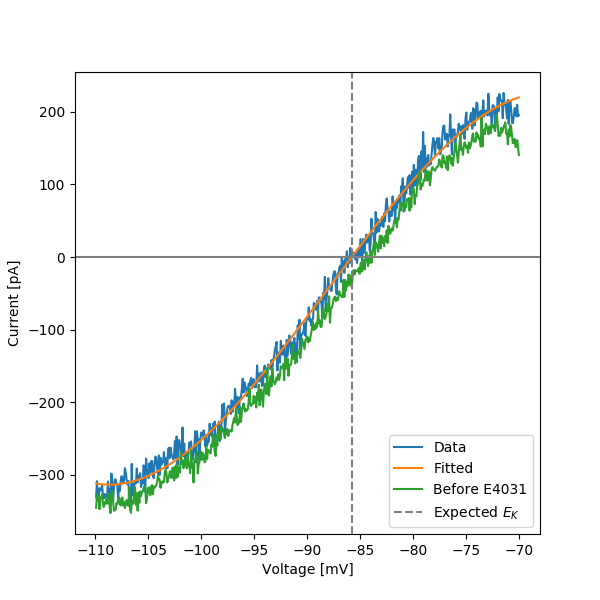 Current [pA]
200
100
0
−100
−200
−300
−110
−105
−100
−95
−90
−85
−80
−75
−70
Voltage [mV]
Data
Fitted
Before E4031
Expected $E_K$